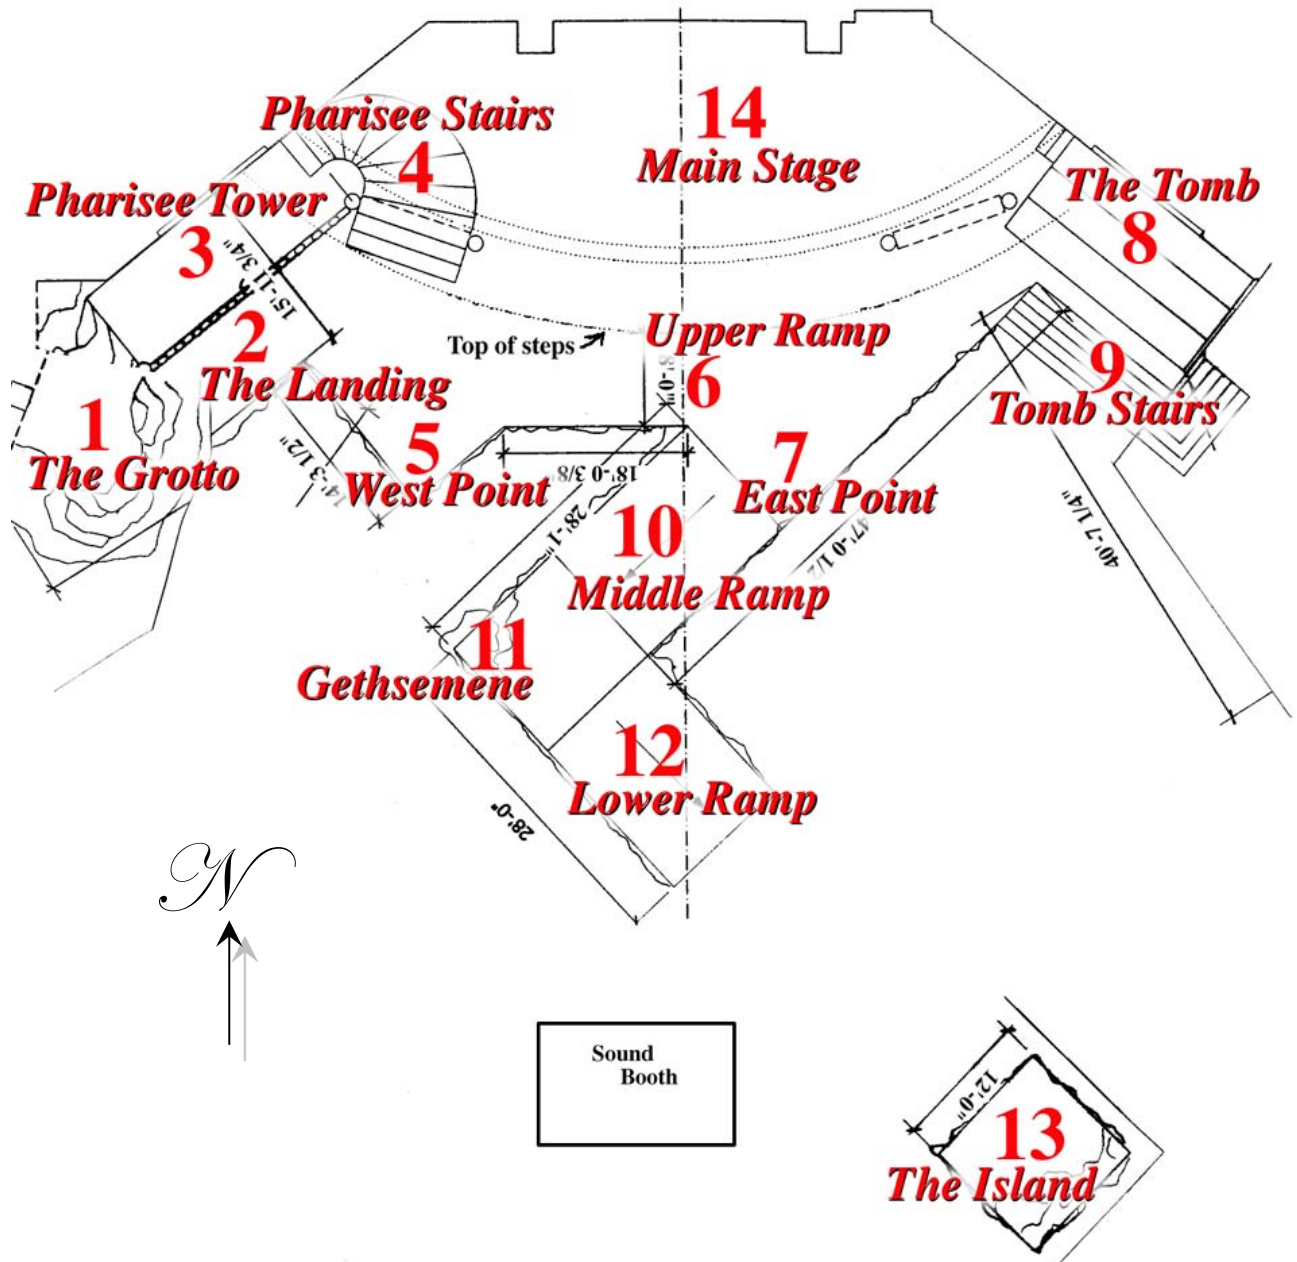 14
Main Stage
Pharisee Stairs
4
The Tomb
8
Pharisee Tower
3
15'-11 3/4"
2
The Landing
Top of steps
Upper Ramp
6
8'-0"
9
Tomb Stairs
1
The Grotto
14'-3 1/2"
5
West Point
18'-0 3/8"
7
East Point
28'-1"
10
Middle Ramp
47'-0 1/2
40'-7 1/4"
11
Gethsemene
12
Lower Ramp
28'-0"
N
Sound
Booth
12'-0"
13
The Island